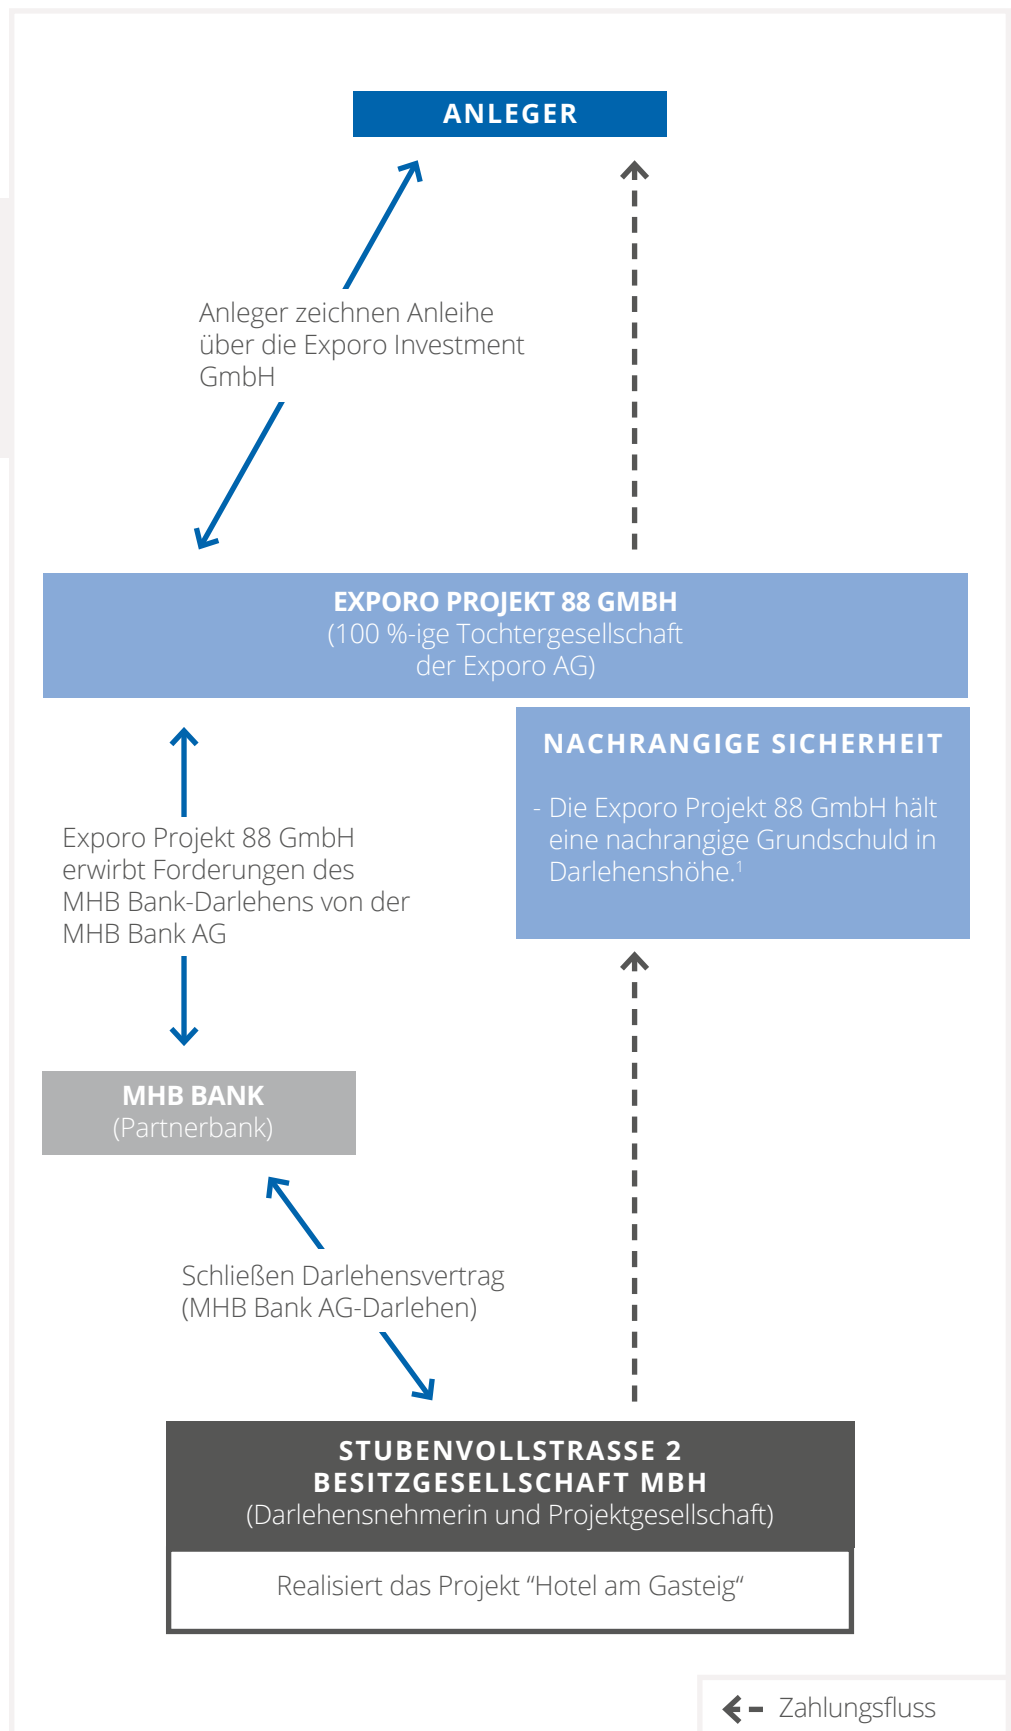 ANLEGER
Anleger zeichnen Anleihe
über die Exporo Investment
GmbH
EXPORO PROJEKT 88 GMBH
(100 %-ige Tochtergesellschaft
der Exporo AG)
NACHRANGIGE SICHERHEIT
- Die Exporo Projekt 88 GmbH hält
eine nachrangige Grundschuld in
Darlehenshöhe.¹
Exporo Projekt 88 GmbH
erwirbt Forderungen des
MHB Bank-Darlehens von der
MHB Bank AG
MHB BANK
(Partnerbank)
Schließen Darlehensvertrag
(MHB Bank AG-Darlehen)
STUBENVOLLSTRASSE 2
BESITZGESELLSCHAFT MBH
(Darlehensnehmerin und Projektgesellschaft)
Realisiert das Projekt “Hotel am Gasteig“
Zahlungsfluss